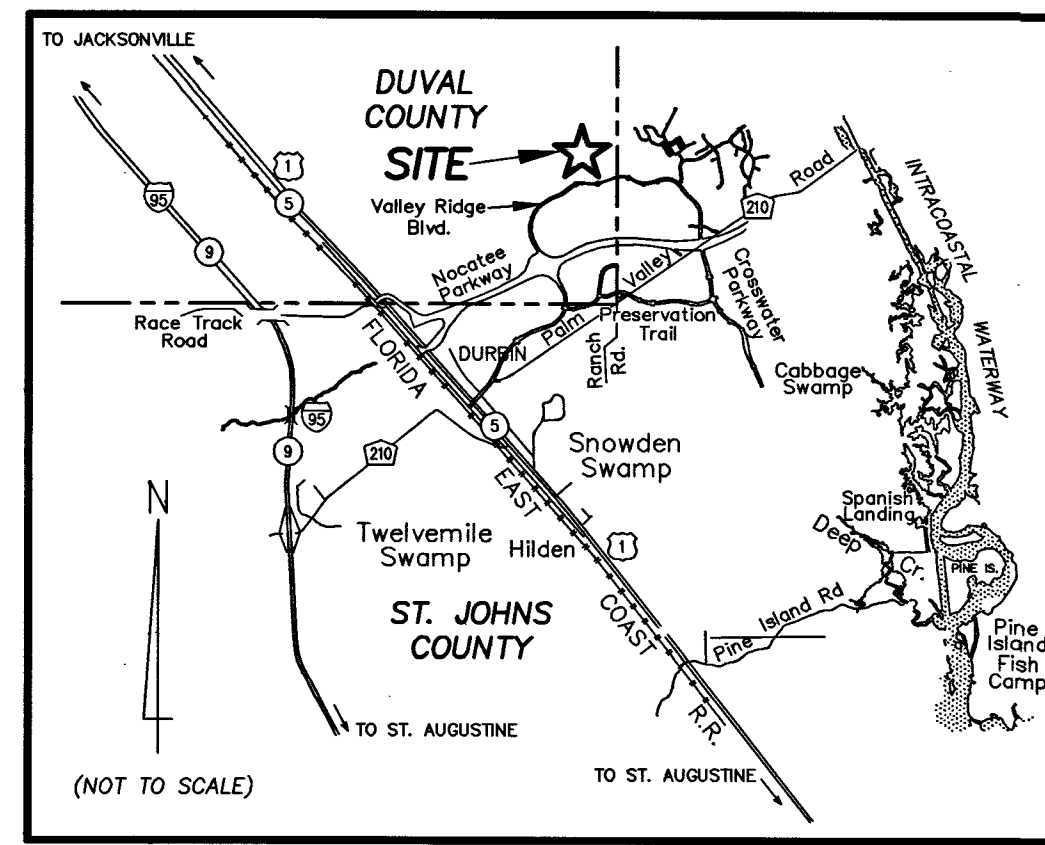 TO JACKSONVILLE
DUVAL
COUNTY
SITE
1
5
95
9
Valley Ridge
Blvd.
Road
210
INTRACOASTAL
WATERWAY
Nocatee
Parkway
Palm Valley
Crosswater
Parkway
Race Track
Road
Preservation
Trail
Ranch
Rd.
DURBIN
FLORIDA
EAST
COAST
R.R.
Cabbage
Swamp
95
9
210
5
Snowden
Swamp
Spanish
Landing
Deep
Cr.
PINE IS.
N
Twelvemile
Swamp
Hilden
1
ST. JOHNS
COUNTY
Pine Island Rd
Pine
Island
Fish
Camp
TO ST. AUGUSTINE
TO ST. AUGUSTINE
(NOT TO SCALE)